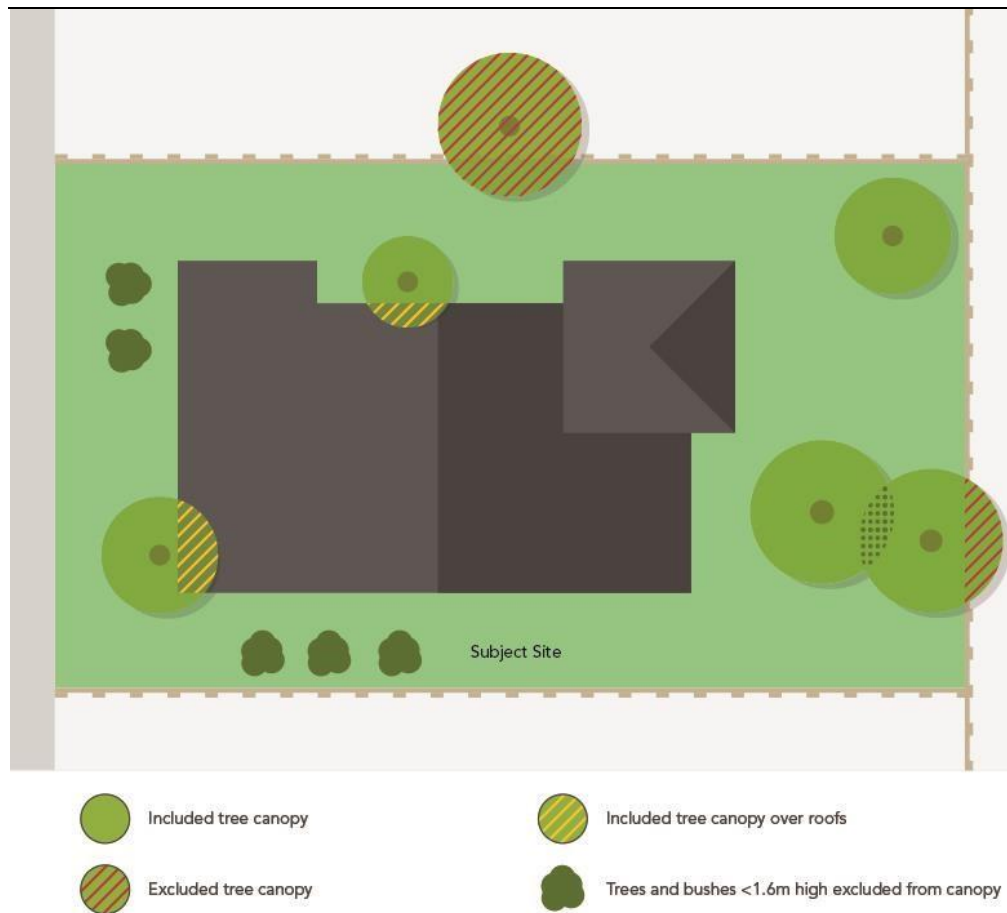 Subject Site
Included tree canopy
Included tree canopy over roofs
Excluded tree canopy
Trees and bushes <1.6m high excluded from canopy